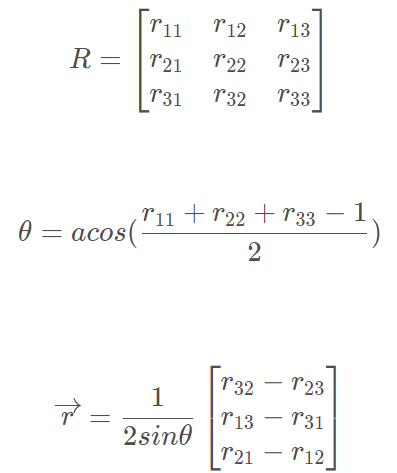 R = [r11 r12 r13
r21 r22 r23
r31 r32 r33]
θ = acos((r11 + r22 + r33 − 1)/2)
r⃗ = 1/(2sinθ) [r32 − r23
r13 − r31
r21 − r12]